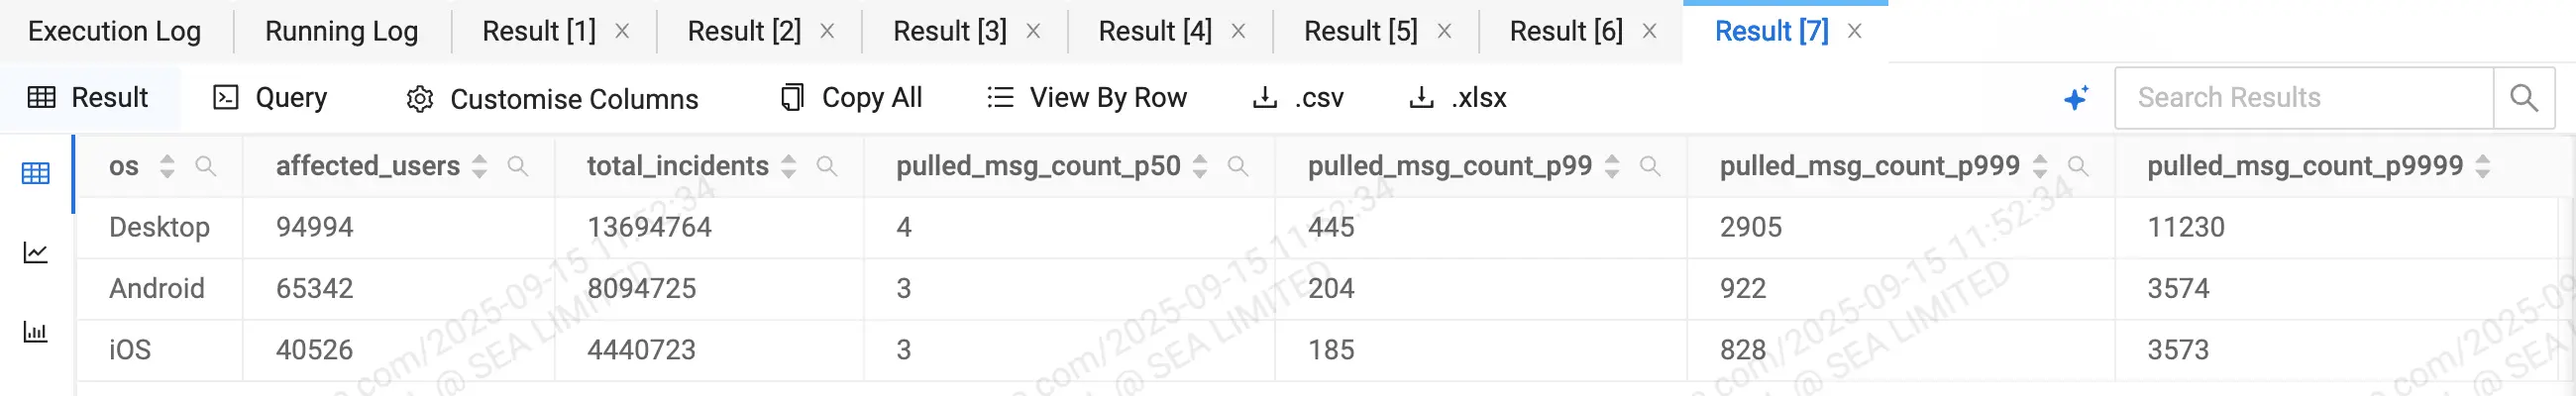 Execution Log Running Log Result [1] Result [2] Result [3] Result [4] Result [5] Result [6] Result [7]
Result Query Customise Columns Copy All View By Row .csv .xlsx Search Results
os affected_users total_incidents pulled_msg_count_p50 pulled_msg_count_p99 pulled_msg_count_p999 pulled_msg_count_p9999
Desktop 94994 13694764 4 445 2905 11230
Android 65342 8094725 3 204 922 3574
iOS 40526 4440723 3 185 828 3573
.com/2025-09-15 11:52:34
@ SEA LIMITED
.com/2025-09-15 11:52:34
@ SEA LIMITED
.com/2025-09-15 11:52:34
@ SEA LIMITED
.com/2025-09
@ SEA